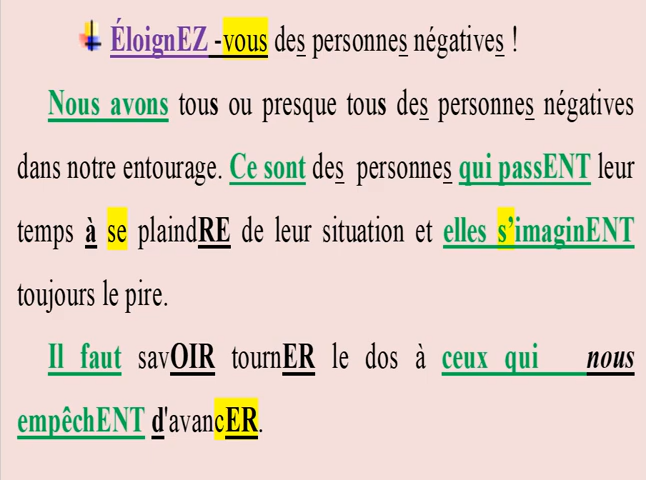 ÉloignEZ -vous des personnes négatives !
Nous avons tous ou presque tous des personnes négatives
dans notre entourage. Ce sont des personnes qui passENT leur
temps à se plaindRE de leur situation et elles s’imaginENT
toujours le pire.
Il faut savOIR tournER le dos à ceux qui nous
empêchENT d'avancER.